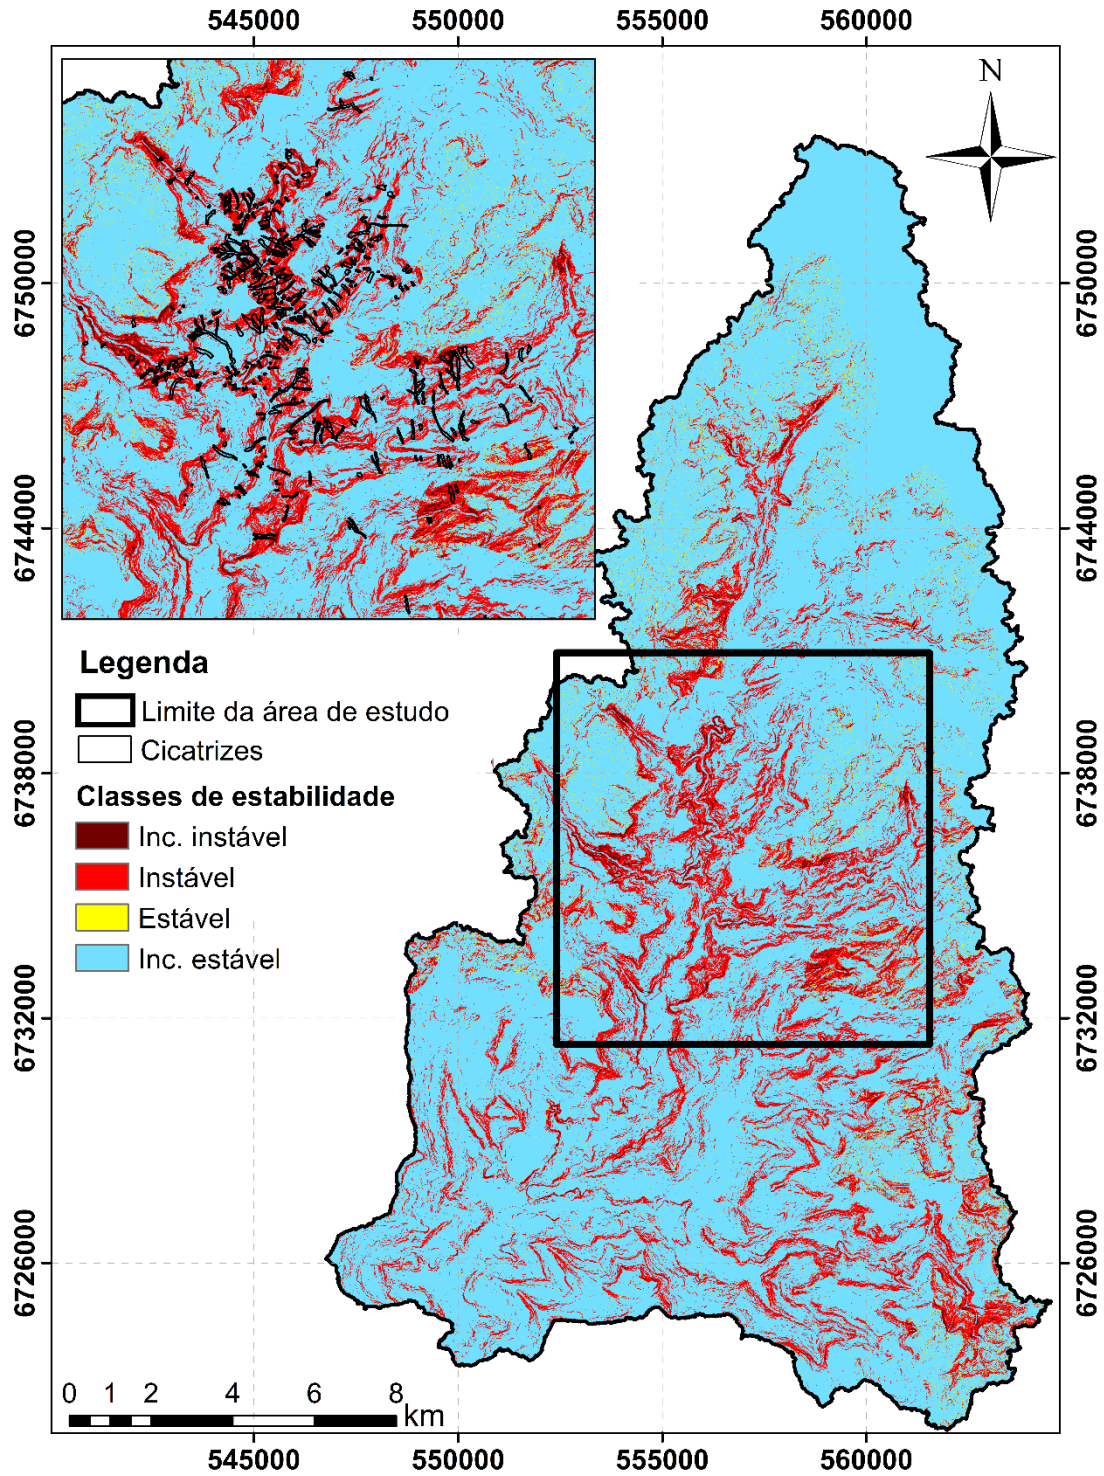 545000 550000 555000 560000
N
6750000 6750000
6744000 6744000
Legenda
Limite da área de estudo
Cicatrizes
6738000 6738000
Classes de estabilidade
Inc. instável
Instável
Estável
Inc. estável
6732000 6732000
6726000 6726000
0 1 2 4 6 8
km
545000 550000 555000 560000